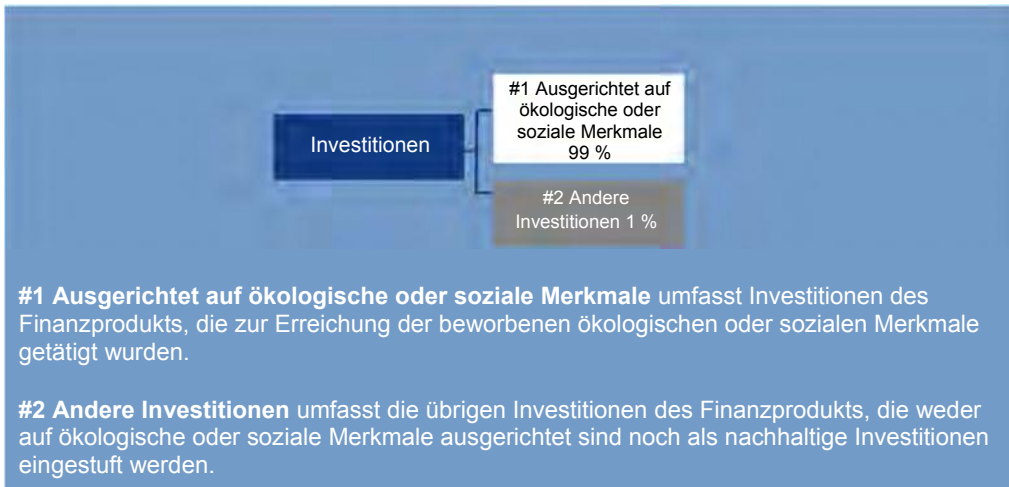 #1 Ausgerichtet auf
ökologische oder
soziale Merkmale
99 %
Investitionen
#2 Andere
Investitionen 1 %
#1 Ausgerichtet auf ökologische oder soziale Merkmale umfasst Investitionen des
Finanzprodukts, die zur Erreichung der beworbenen ökologischen oder sozialen Merkmale
getätigt wurden.
#2 Andere Investitionen umfasst die übrigen Investitionen des Finanzprodukts, die weder
auf ökologische oder soziale Merkmale ausgerichtet sind noch als nachhaltige Investitionen
eingestuft werden.